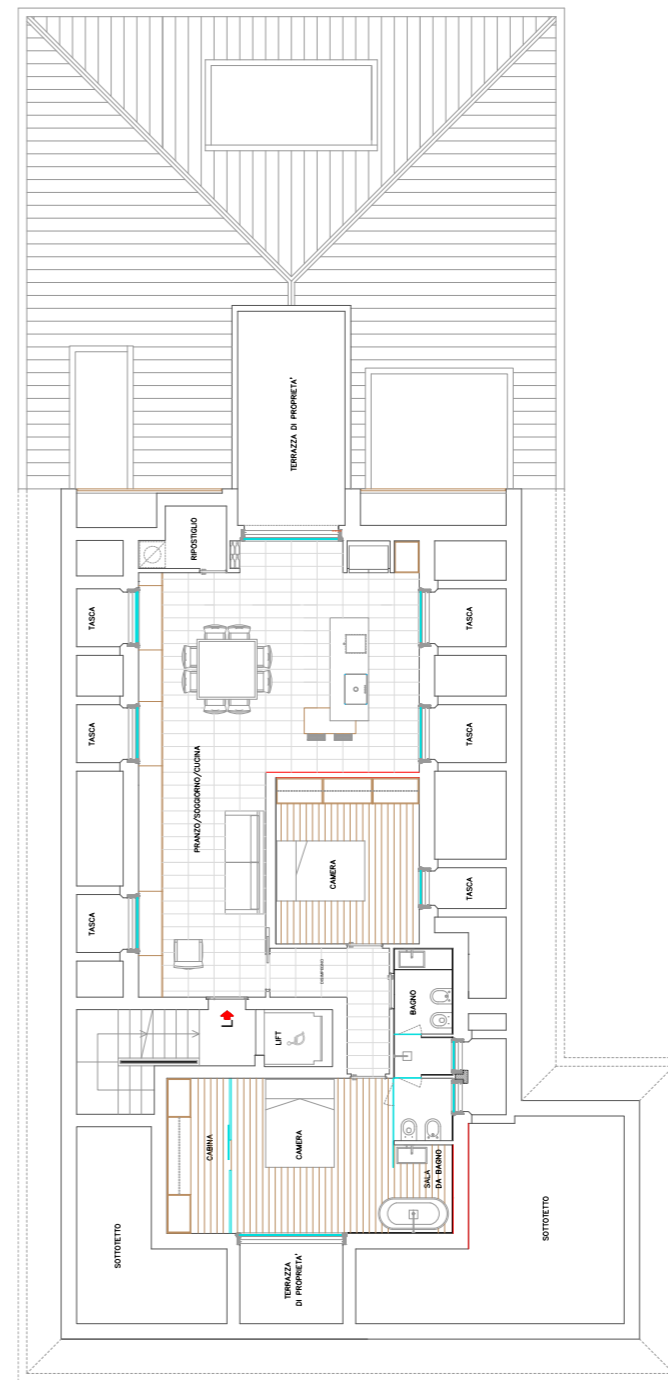 TERRAZZA DI PROPRIETA'
RIPOSTIGLIO
TASCA
TASCA
TASCA
TASCA
PRANZO/SOGGIORNO/CUCINA
CAMERA
TASCA
TASCA
DISIMPEGNO
BAGNO
L
LIFT
CABINA
CAMERA
SALA
DA BAGNO
SOTTOTETTO
SOTTOTETTO
TERRAZZA
DI PROPRIETA'